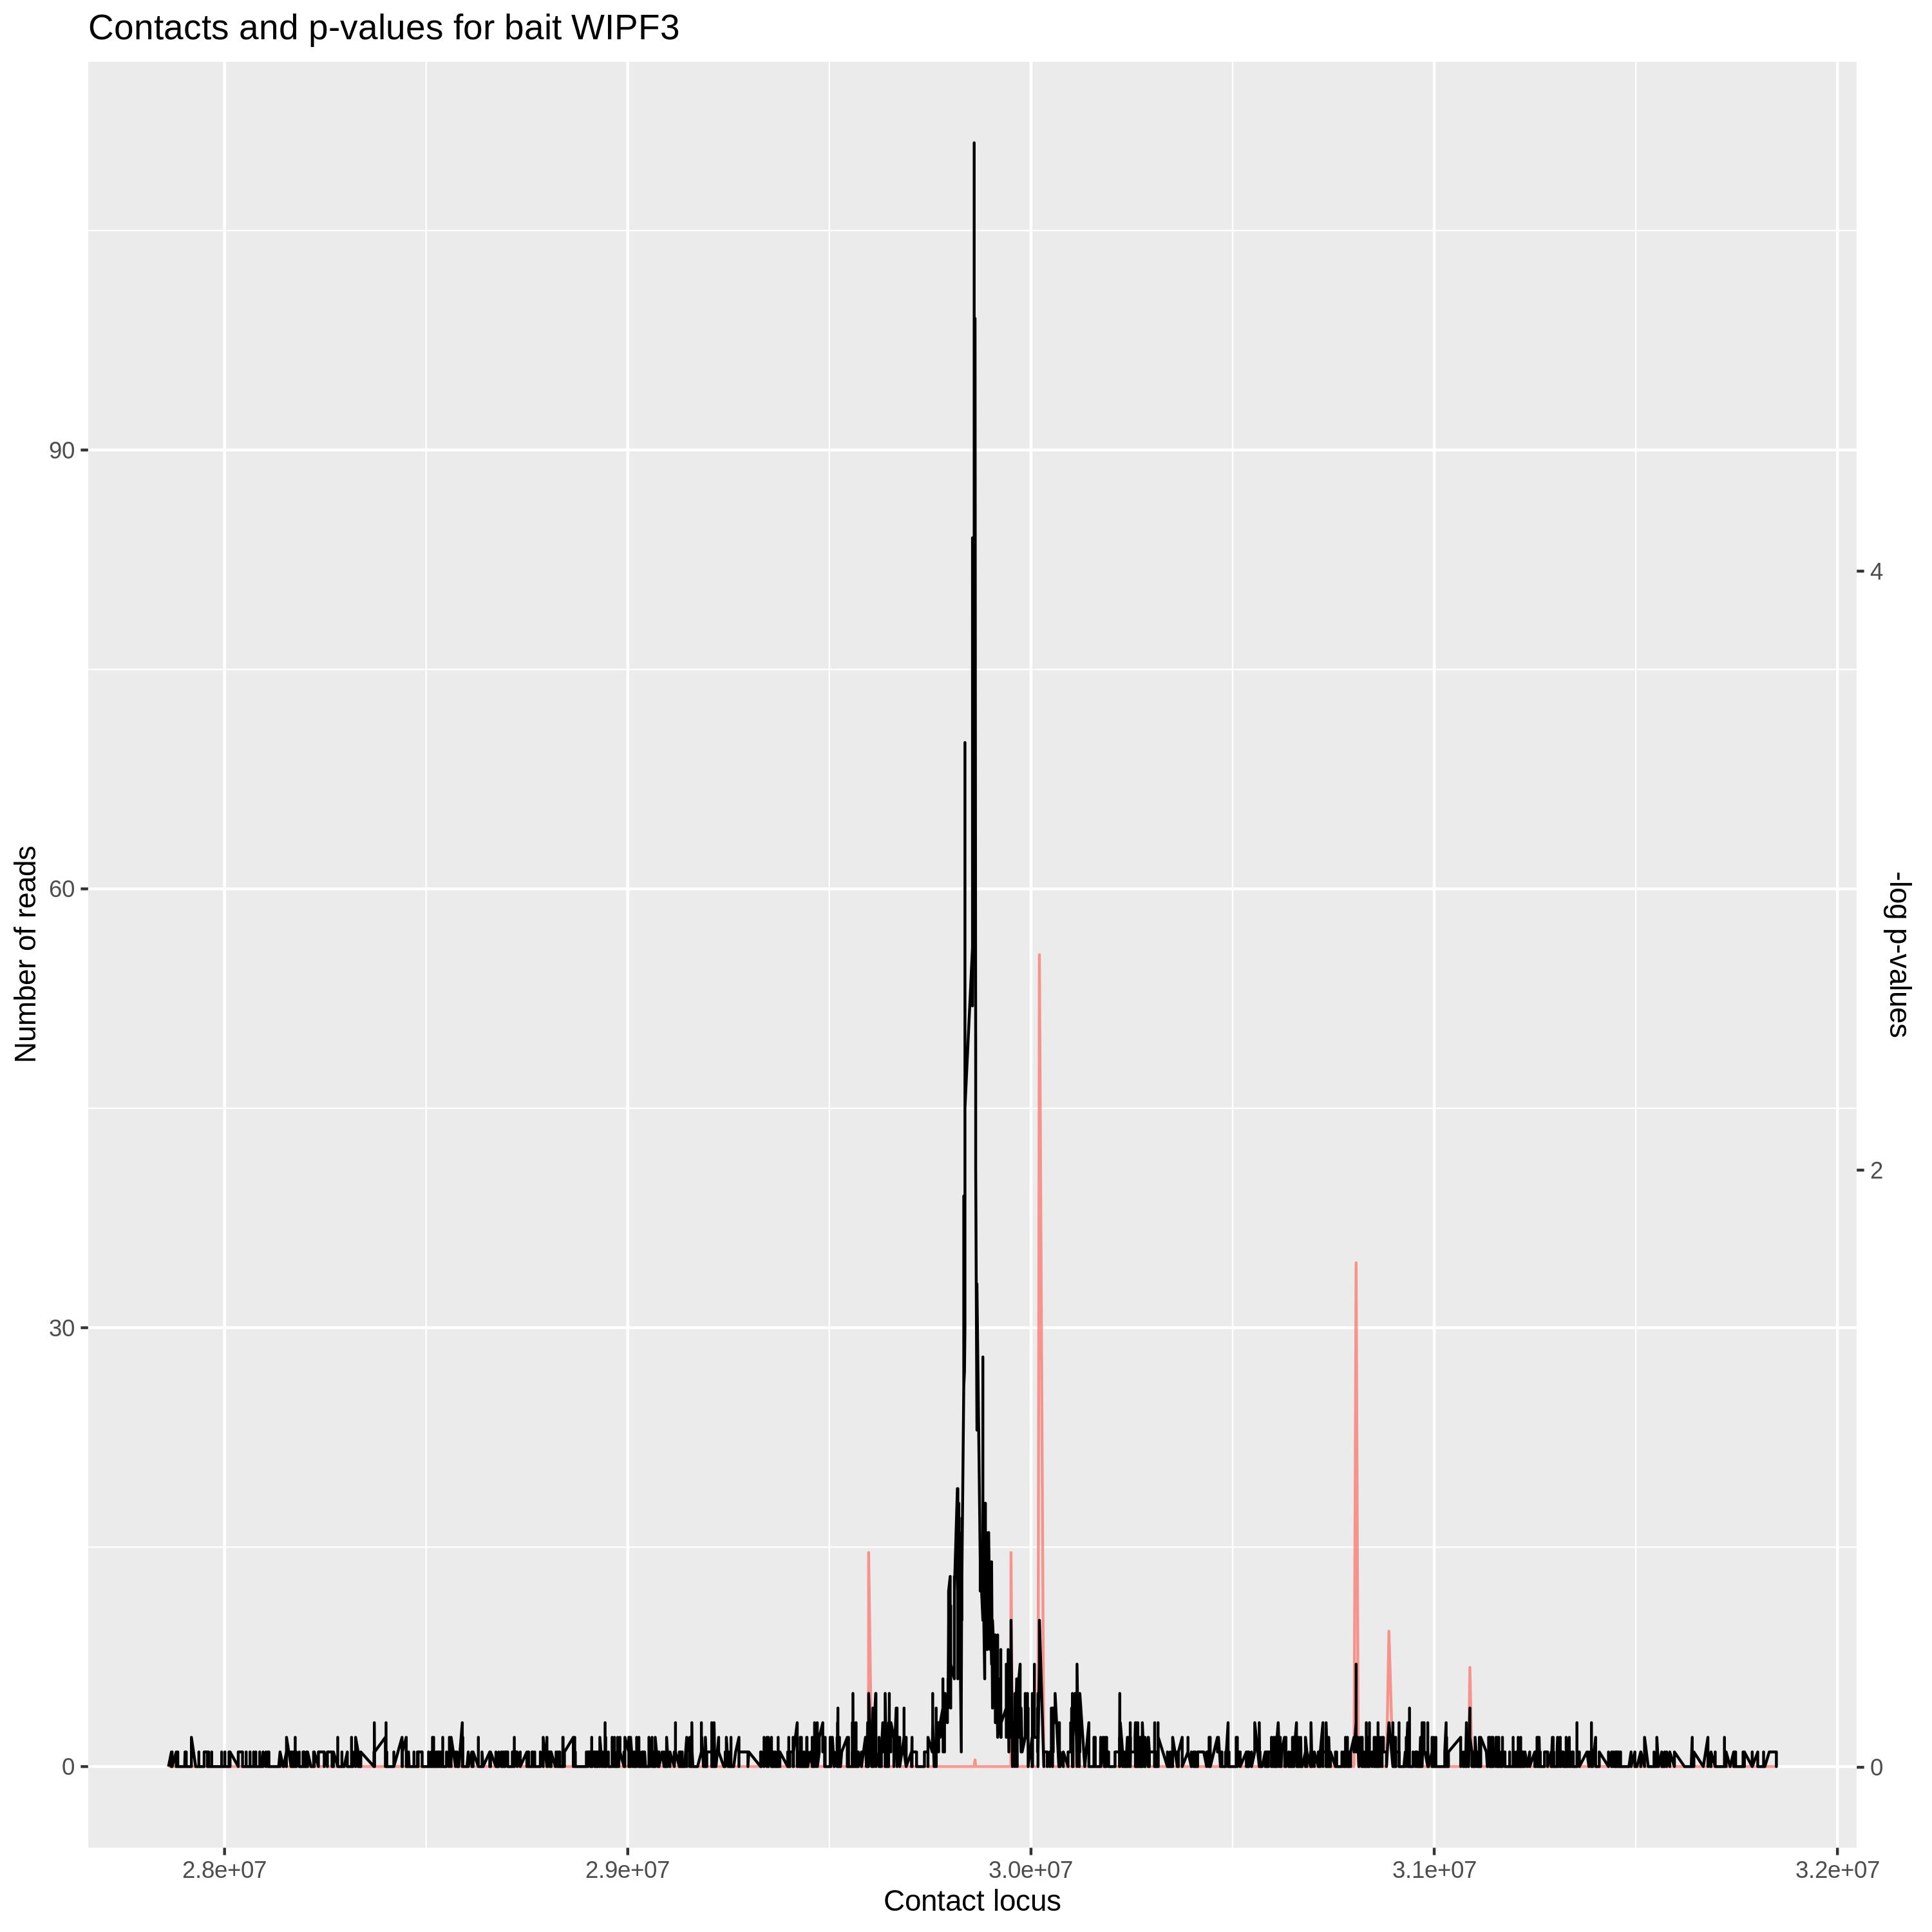 Contacts and p-values for bait WIPF3
90
60
30
0
Number of reads
4
2
0
-log p-values
2.8e+07
2.9e+07
3.0e+07
3.1e+07
3.2e+07
Contact locus